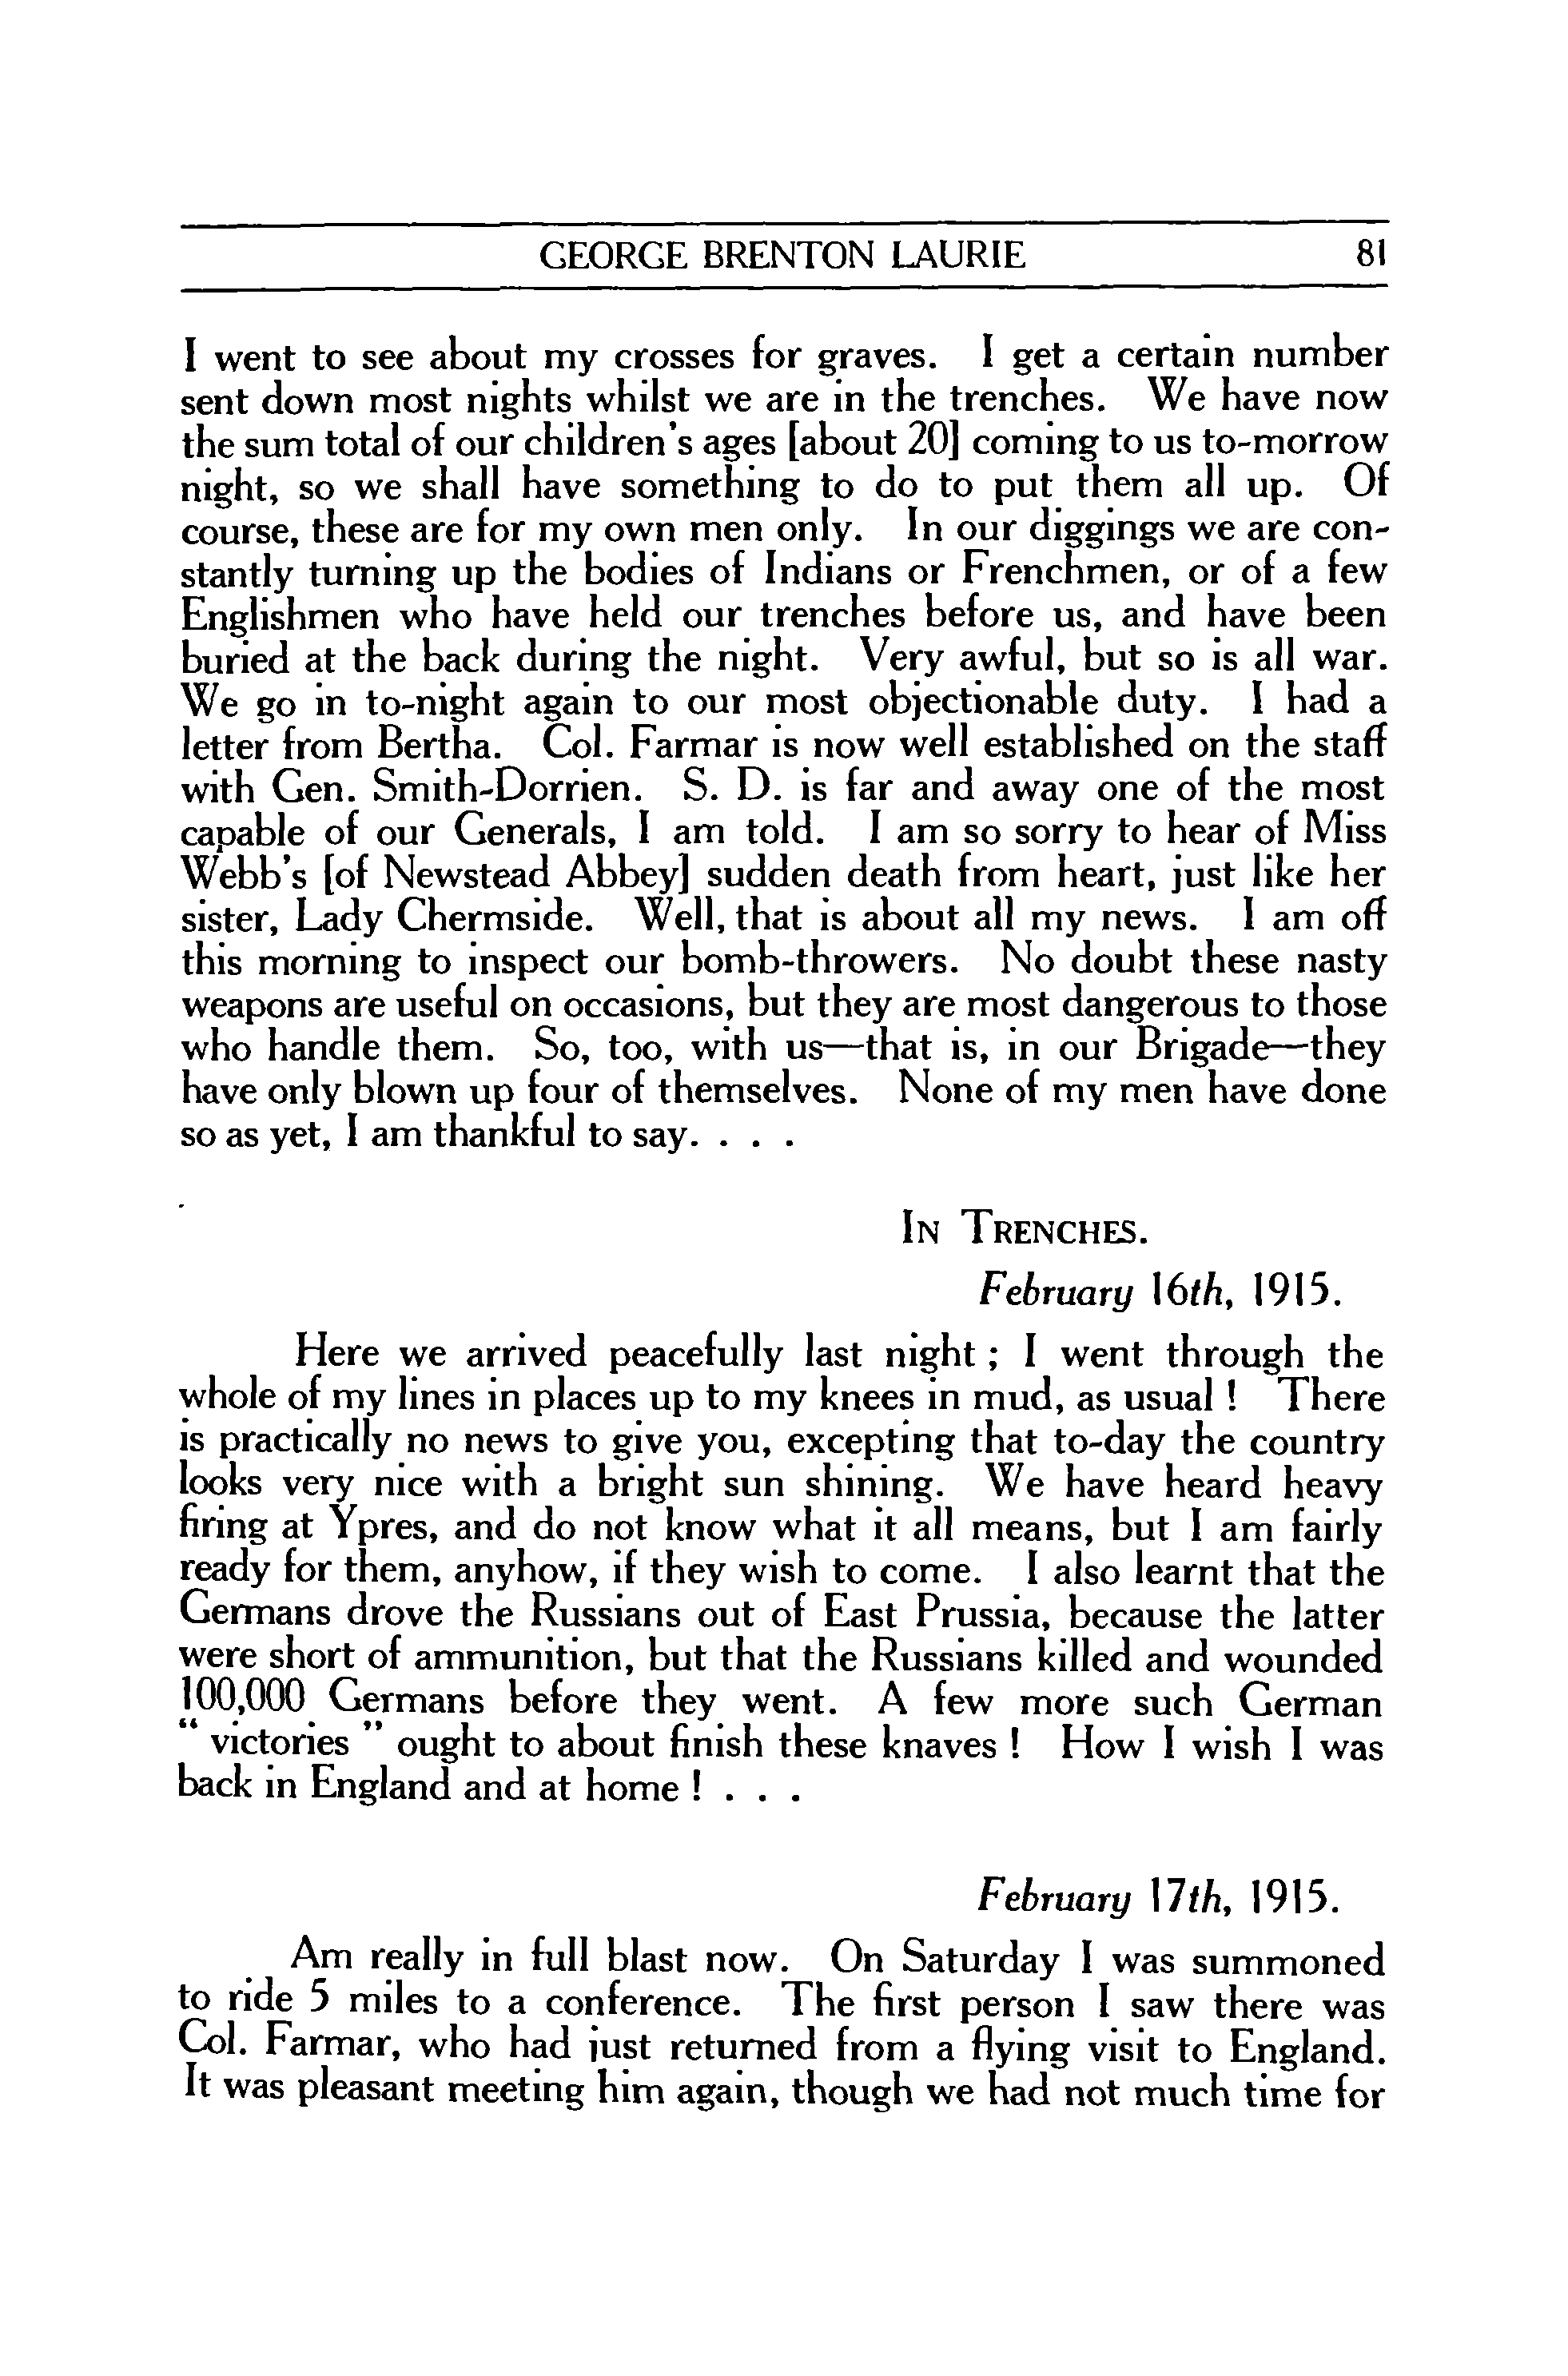 GEORGE BRENTON LAURIE 81
I went to see about my crosses for graves. I get a certain number
sent down most nights whilst we are in the trenches. We have now
the sum total of our children's ages [about 20] coming to us to-morrow
night, so we shall have something to do to put them all up. Of
course, these are for my own men only. In our diggings we are con-
stantly turning up the bodies of Indians or Frenchmen, or of a few
Englishmen who have held our trenches before us, and have been
buried at the back during the night. Very awful, but so is all war.
We go in to-night again to our most objectionable duty. I had a
letter from Bertha. Col. Farmar is now well established on the staff
with Gen. Smith-Dorrien. S. D. is far and away one of the most
capable of our Generals, I am told. I am so sorry to hear of Miss
Webb's [of Newstead Abbey] sudden death from heart, just like her
sister, Lady Chermside. Well, that is about all my news. I am off
this morning to inspect our bomb-throwers. No doubt these nasty
weapons are useful on occasions, but they are most dangerous to those
who handle them. So, too, with us—that is, in our Brigade—they
have only blown up four of themselves. None of my men have done
so as yet, I am thankful to say. . . .
IN TRENCHES.
February 16th, 1915.
Here we arrived peacefully last night ; I went through the
whole of my lines in places up to my knees in mud, as usual ! There
is practically no news to give you, excepting that to-day the country
looks very nice with a bright sun shining. We have heard heavy
firing at Ypres, and do not know what it all means, but I am fairly
ready for them, anyhow, if they wish to come. I also learnt that the
Germans drove the Russians out of East Prussia, because the latter
were short of ammunition, but that the Russians killed and wounded
100,000 Germans before they went. A few more such German
" victories " ought to about finish these knaves ! How I wish I was
back in England and at home ! . . .
February 17th, 1915.
Am really in full blast now. On Saturday I was summoned
to ride 5 miles to a conference. The first person I saw there was
Col. Farmar, who had just returned from a flying visit to England.
It was pleasant meeting him again, though we had not much time for